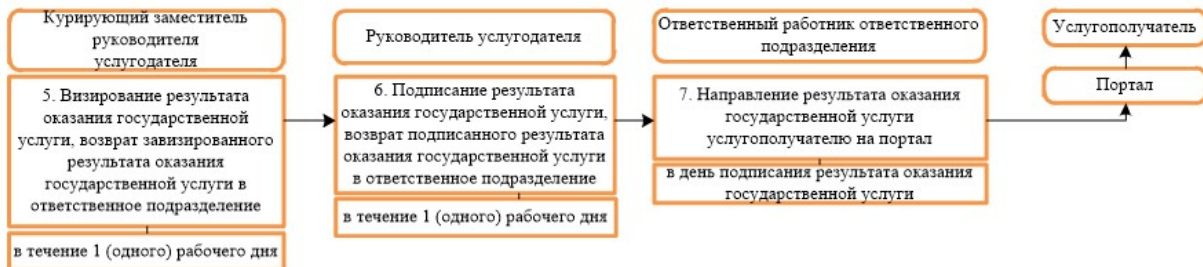 Курирующий заместитель
руководителя
услугодателя
5. Визирование результата
оказания государственной
услуги, возврат завизированного
результата оказания
государственной услуги в
ответственное подразделение
в течение 1 (одного) рабочего дня
Руководитель услугодателя
6. Подписание результата
оказания государственной услуги,
возврат подписанного результата
оказания государственной услуги
в ответственное подразделение
в течение 1 (одного) рабочего дня
Ответственный работник ответственного
подразделения
7. Направление результата оказания
государственной услуги
услугополучателю на портал
в день подписания результата оказания
государственной услуги
Услугополучатель
Портал